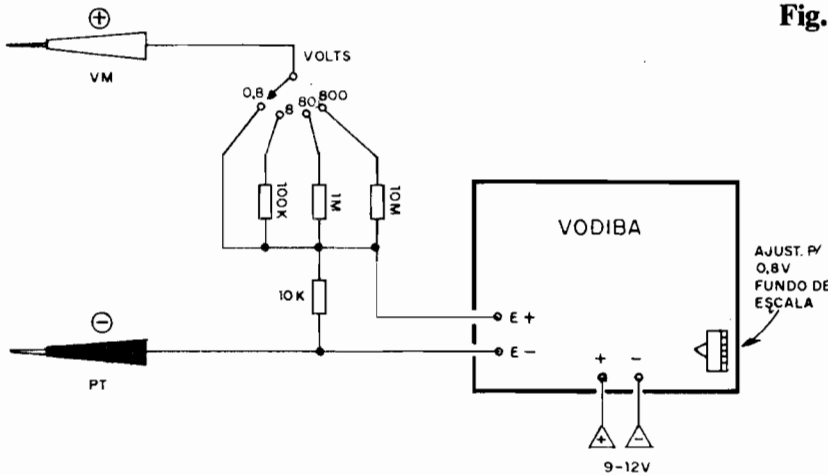 Fig.
⊕
VM
VOLTS
0,8
8
80
800
100K
1M
10M
10K
VODIBA
AJUST. P/
0,8V
FUNDO DE
ESCALA
E +
E -
⊖
PT
+
-
+
-
9-12V